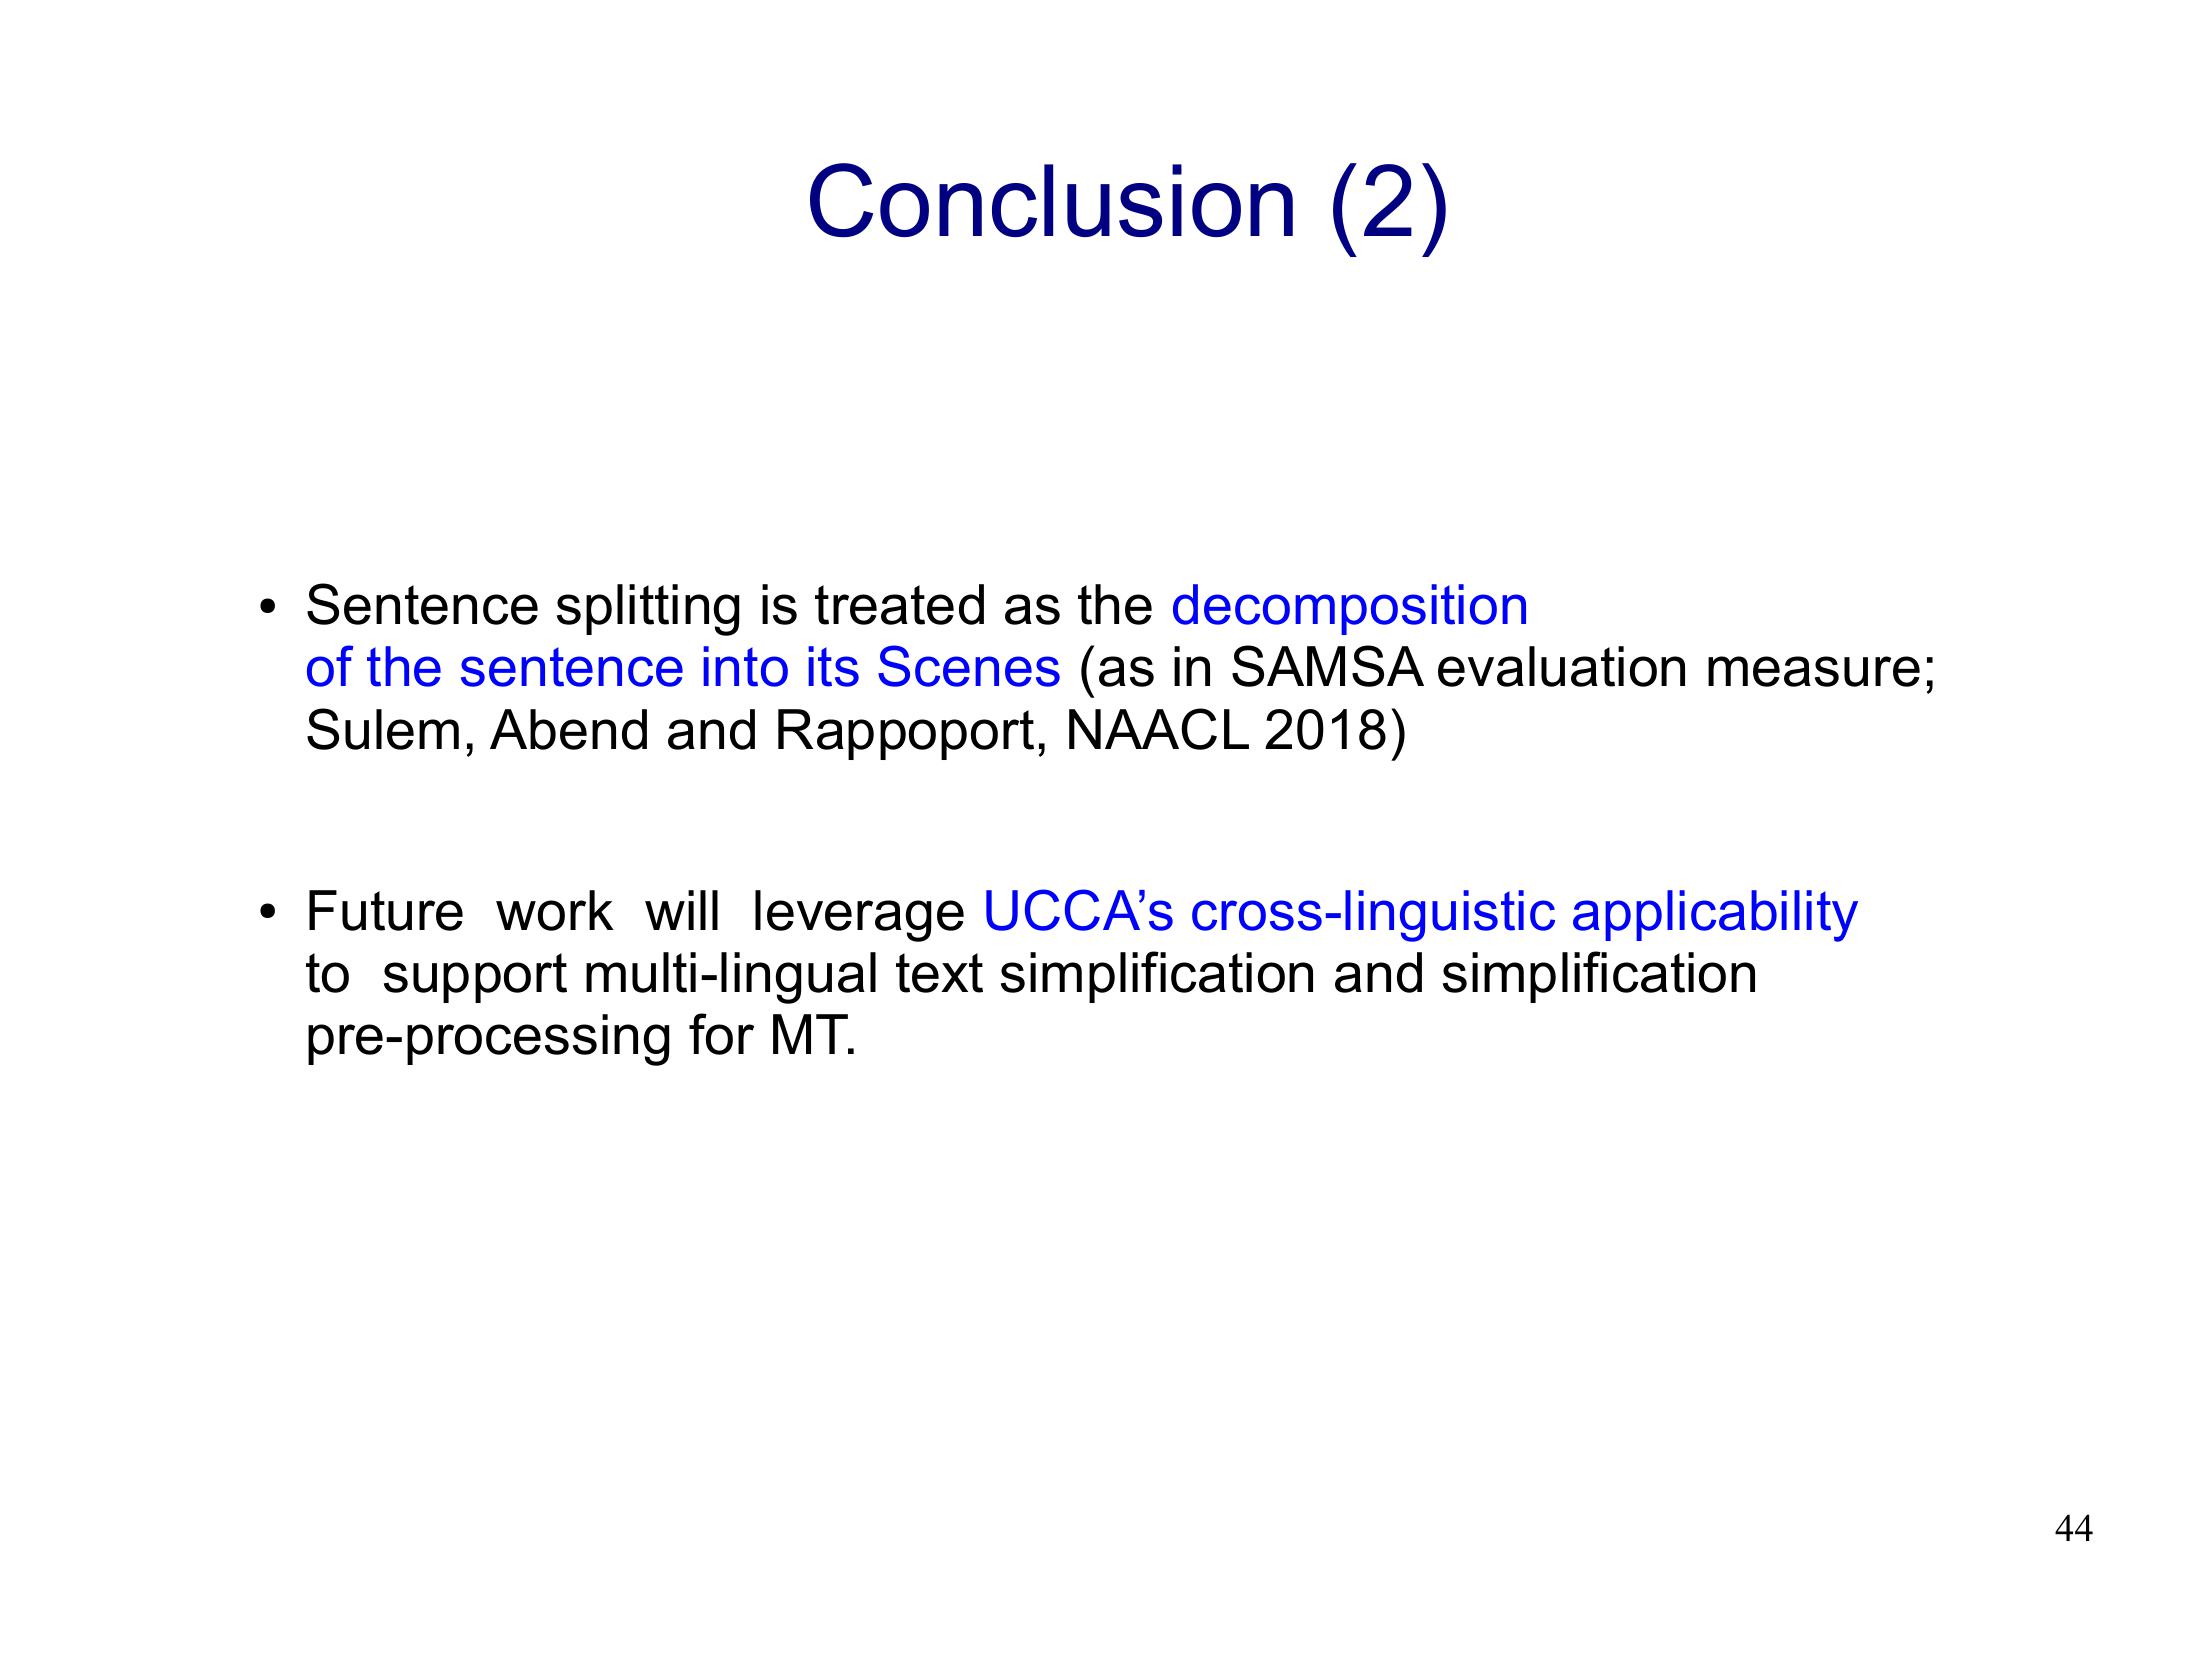 Conclusion (2)
• Sentence splitting is treated as the decomposition
of the sentence into its Scenes (as in SAMSA evaluation measure;
Sulem, Abend and Rappoport, NAACL 2018)
• Future work will leverage UCCA’s cross-linguistic applicability
to support multi-lingual text simplification and simplification
pre-processing for MT.
44